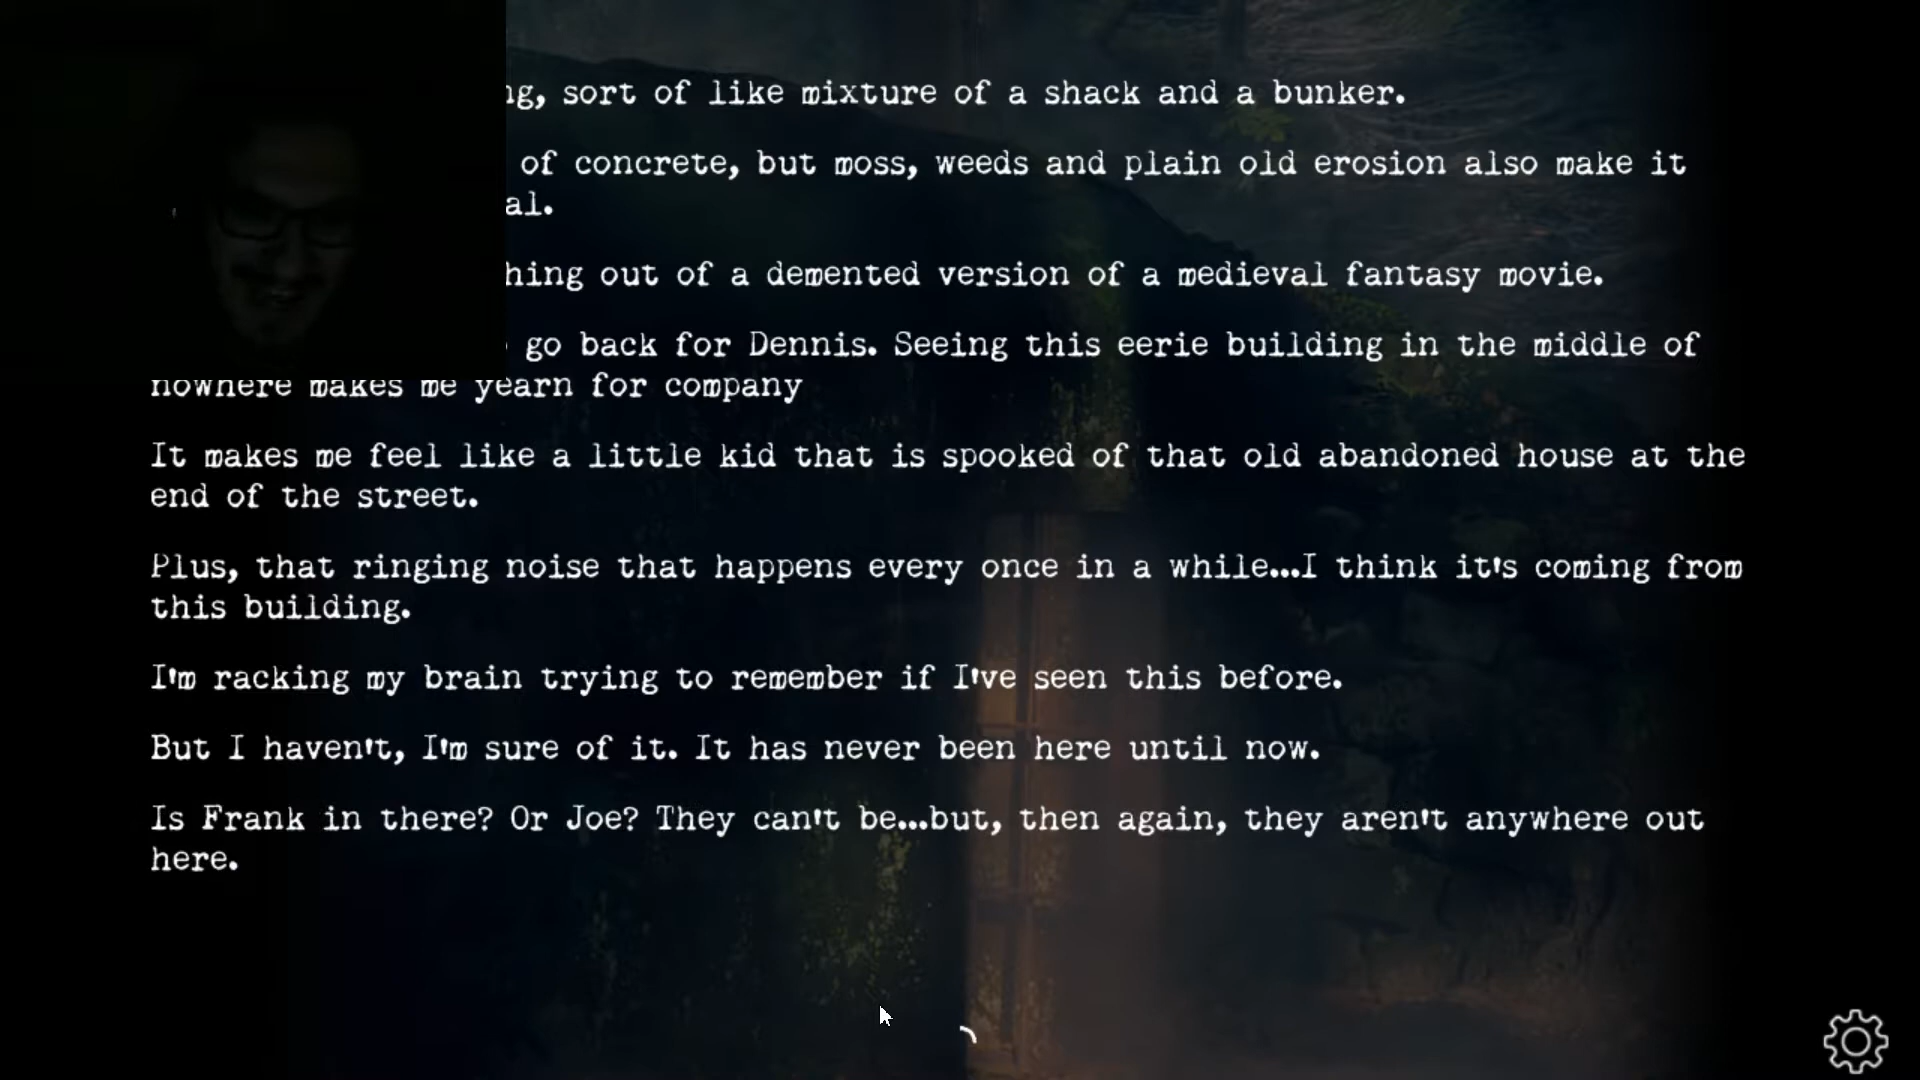 sort of like mixture of a shack and a bunker.
of concrete, but moss, weeds and plain old erosion also make it
out of a demented version of a medieval fantasy movie.
go back for Dennis. Seeing this eerie building in the middle of
nowhere makes me yearn for company
It makes me feel like a little kid that is spooked of that old abandoned house at the
end of the street.
Plus, that ringing noise that happens every once in a while...I think it's coming from
this building.
I'm racking my brain trying to remember if I've seen this before.
But I haven't, I'm sure of it. It has never been here until now.
Is Frank in there? Or Joe? They can't be...but, then again, they aren't anywhere out
here.